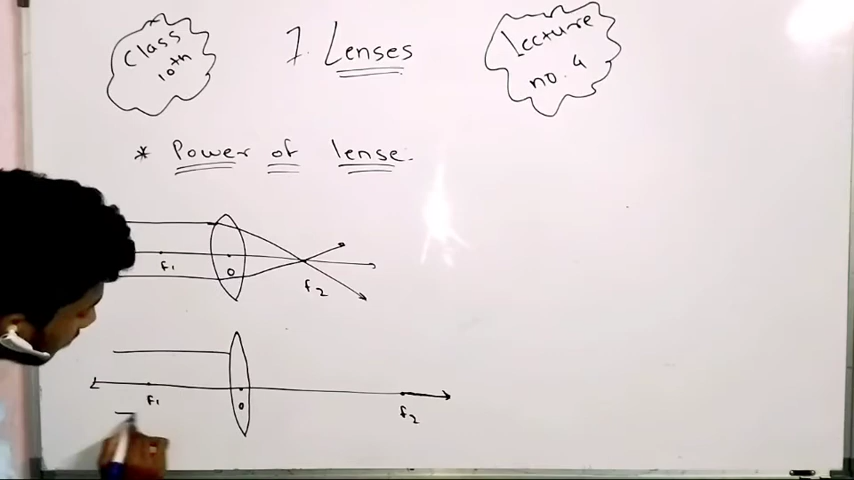 Class
10th
7. Lenses
Lecture
no. 4
* Power of lense.
F1
O
F2
F1
O
F2